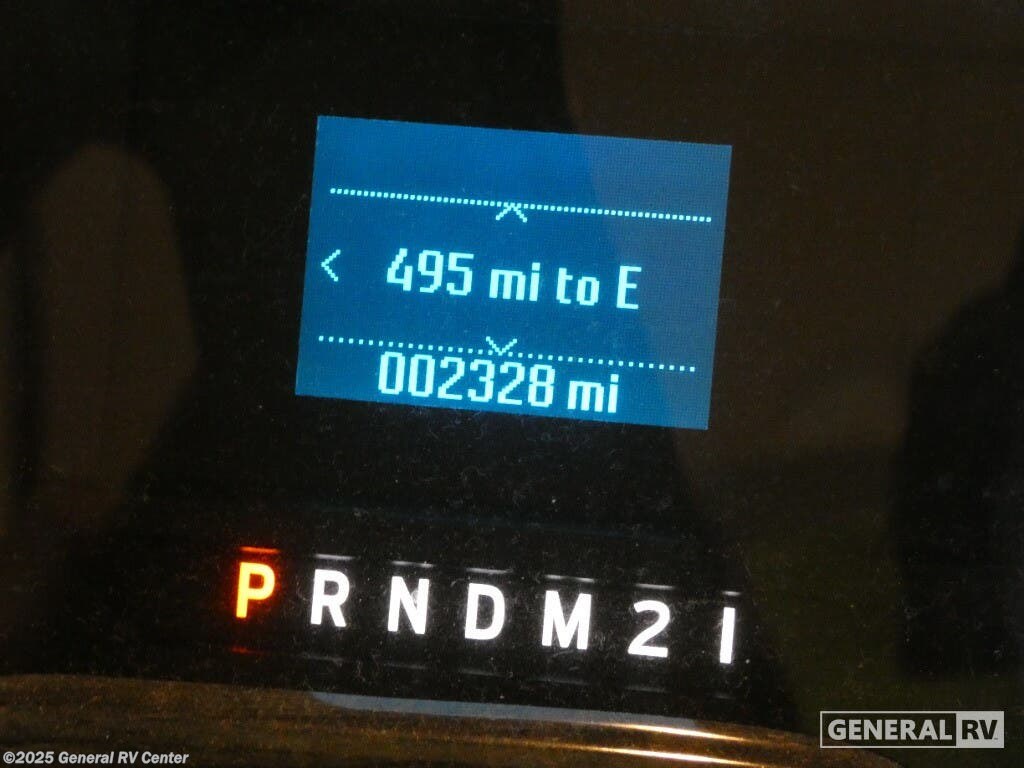 495 mi to E
002328 mi
P R N D M 2 1
GENERAL RV
©2025 General RV Center